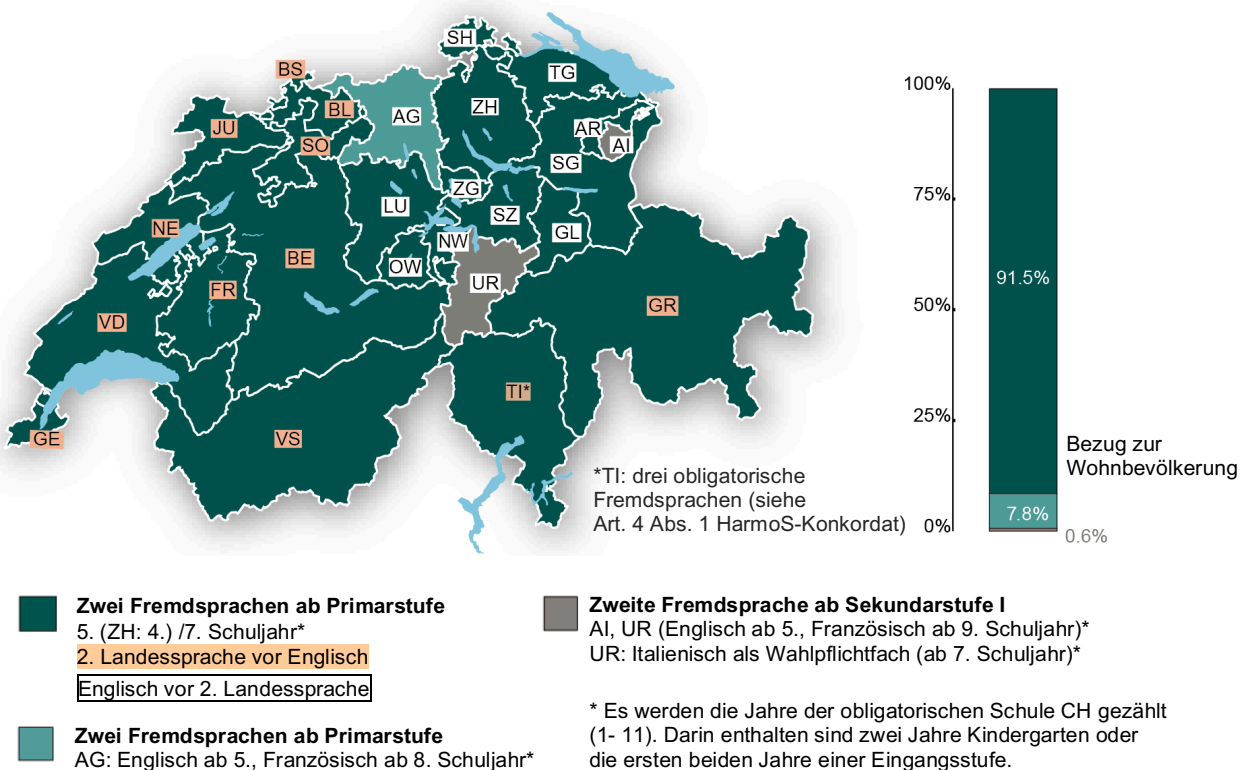 SH
BS
TG
BL
AG
ZH
JU
AR
AI
SO
SG
ZG
LU
SZ
NE
GL
NW
BE
OW
UR
FR
GR
VD
TI*
GE
VS
*TI: drei obligatorische
Fremdsprachen (siehe
Art. 4 Abs. 1 HarmoS-Konkordat)
100%
75%
50%
25%
0%
91.5%
7.8%
0.6%
Bezug zur
Wohnbevölkerung
Zwei Fremdsprachen ab Primarstufe
5. (ZH: 4.) /7. Schuljahr*
2. Landessprache vor Englisch
Englisch vor 2. Landessprache
Zwei Fremdsprachen ab Primarstufe
AG: Englisch ab 5., Französisch ab 8. Schuljahr*
Zweite Fremdsprache ab Sekundarstufe I
AI, UR (Englisch ab 5., Französisch ab 9. Schuljahr)*
UR: Italienisch als Wahlpflichtfach (ab 7. Schuljahr)*
* Es werden die Jahre der obligatorischen Schule CH gezählt
(1- 11). Darin enthalten sind zwei Jahre Kindergarten oder
die ersten beiden Jahre einer Eingangsstufe.